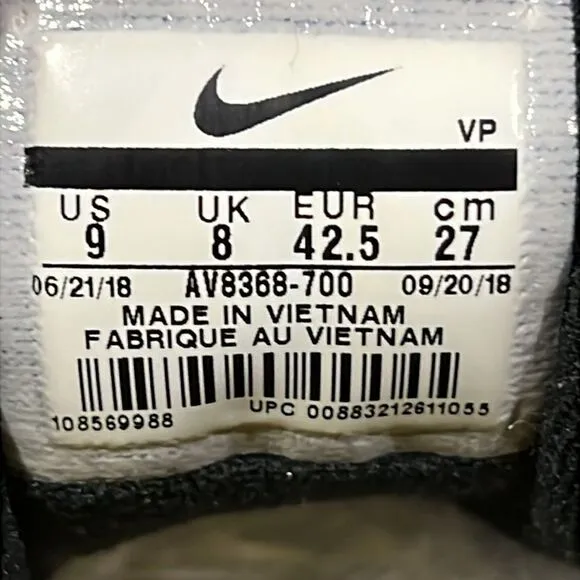 VP
US UK EUR cm
9 8 42.5 27
06/21/18 AV8368-700 09/20/18
MADE IN VIETNAM
FABRIQUE AU VIETNAM
108569988 UPC 00883212611055